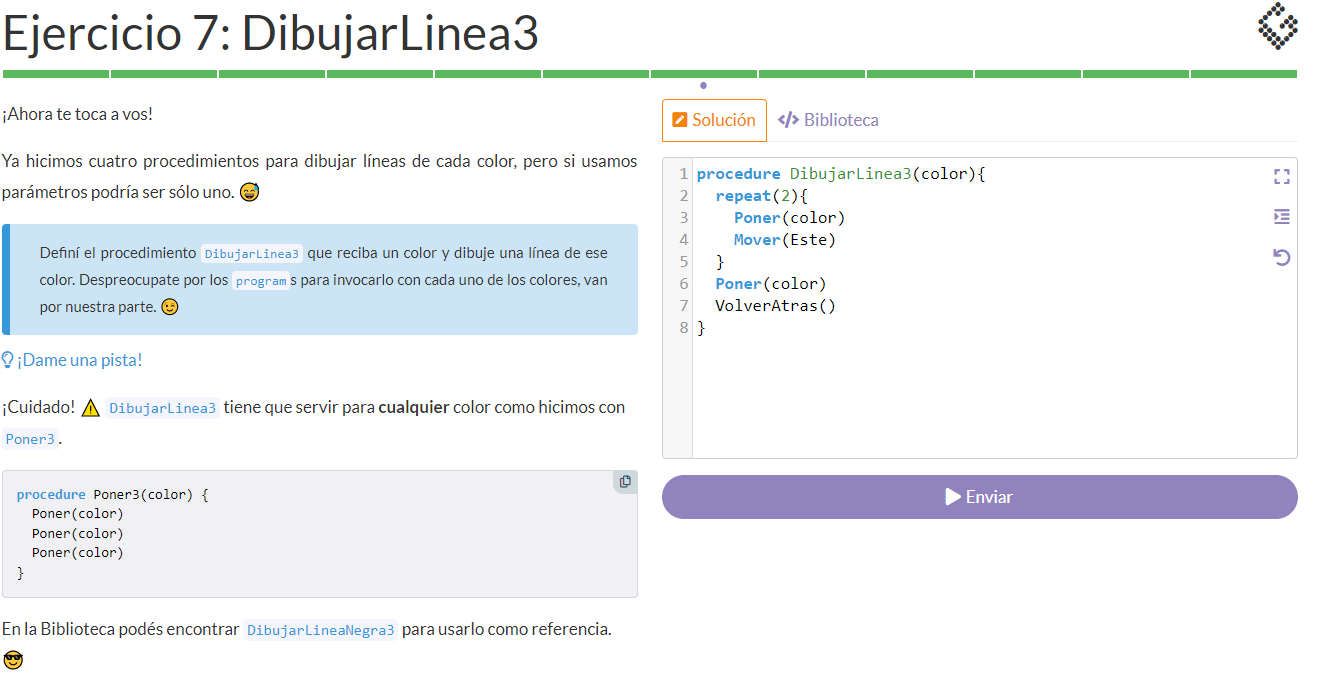 Ejercicio 7: DibujarLinea3
¡Ahora te toca a vos!
Ya hicimos cuatro procedimientos para dibujar líneas de cada color, pero si usamos
parámetros podría ser sólo uno. 😅
Definí el procedimiento DibujarLinea3 que reciba un color y dibuje una línea de ese
color. Despreocupate por los programs para invocarlo con cada uno de los colores, van
por nuestra parte. 😉
¡Dame una pista!
¡Cuidado! ⚠️ DibujarLinea3 tiene que servir para cualquier color como hicimos con
Poner3.
procedure Poner3(color) {
  Poner(color)
  Poner(color)
  Poner(color)
}
En la Biblioteca podés encontrar DibujarLineaNegra3 para usarlo como referencia.
😎
Solución
</> Biblioteca
1 procedure DibujarLinea3(color){
2   repeat(2){
3     Poner(color)
4     Mover(Este)
5   }
6   Poner(color)
7   VolverAtras()
8 }
Enviar